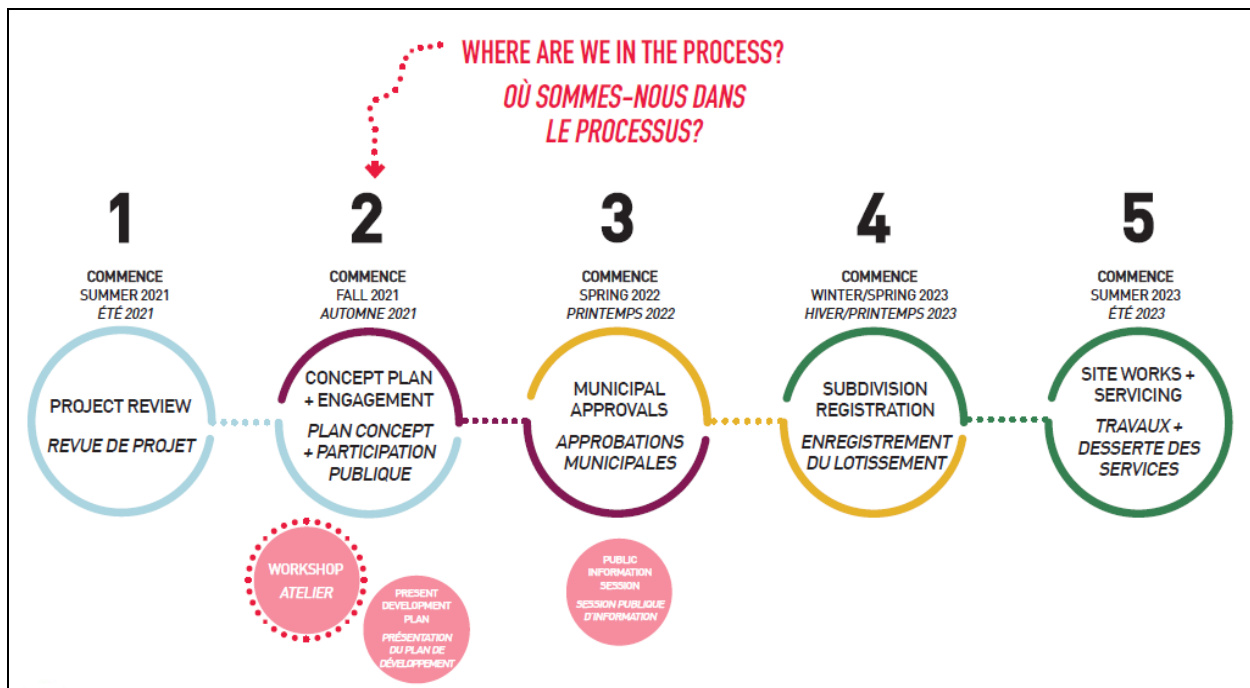 WHERE ARE WE IN THE PROCESS?
OÙ SOMMES-NOUS DANS
LE PROCESSUS?
1
COMMENCE
SUMMER 2021
ÉTÉ 2021
PROJECT REVIEW
REVUE DE PROJET
2
COMMENCE
FALL 2021
AUTOMNE 2021
CONCEPT PLAN
+ ENGAGEMENT
PLAN CONCEPT
+ PARTICIPATION
PUBLIQUE
WORKSHOP
ATELIER
PRESENT
DEVELOPMENT
PLAN
PRÉSENTATION
DU PLAN DE
DÉVELOPPEMENT
3
COMMENCE
SPRING 2022
PRINTEMPS 2022
MUNICIPAL
APPROVALS
APPROBATIONS
MUNICIPALES
PUBLIC
INFORMATION
SESSION
SESSION PUBLIQUE
D'INFORMATION
4
COMMENCE
WINTER/SPRING 2023
HIVER/PRINTEMPS 2023
SUBDIVISION
REGISTRATION
ENREGISTREMENT
DU LOTISSEMENT
5
COMMENCE
SUMMER 2023
ÉTÉ 2023
SITE WORKS +
SERVICING
TRAVAUX +
DESSERTE DES
SERVICES